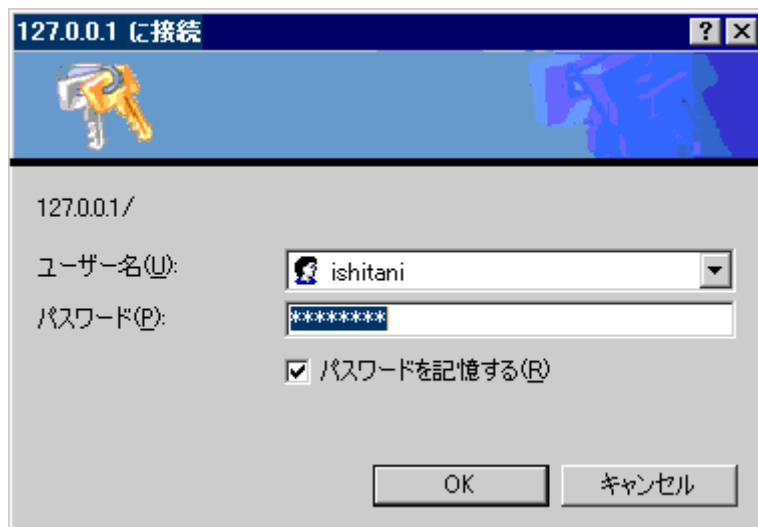 127.0.0.1 に接続
127.0.0.1/
ユーザー名(U): ishitani
パスワード(P): ********
パスワードを記憶する(R)
OK キャンセル